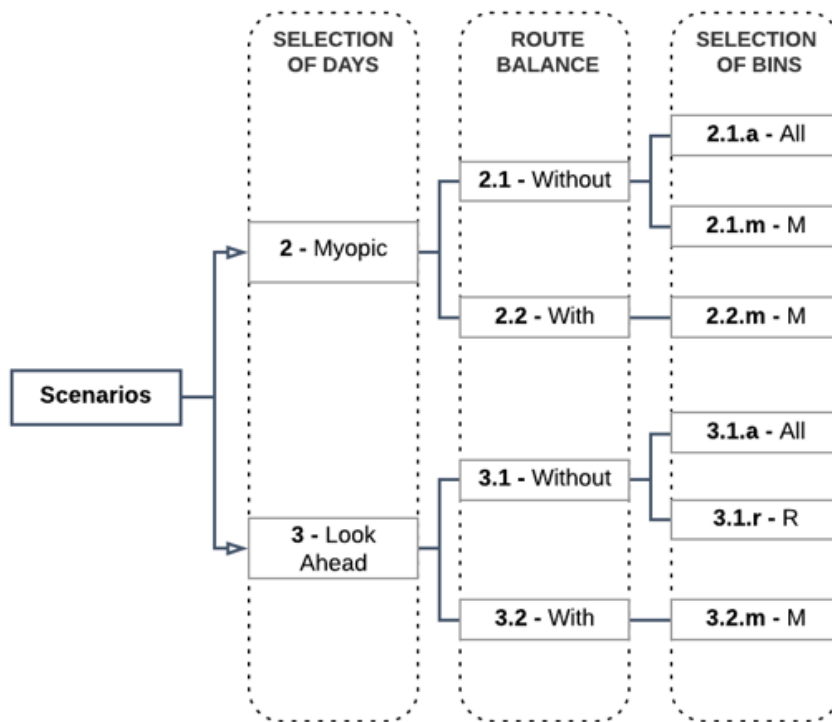 SELECTION
OF DAYS
ROUTE
BALANCE
SELECTION
OF BINS
2.1.a - All
2.1 - Without
2.1.m - M
2 - Myopic
2.2 - With
2.2.m - M
Scenarios
3.1.a - All
3.1 - Without
3.1.r - R
3 - Look
Ahead
3.2 - With
3.2.m - M